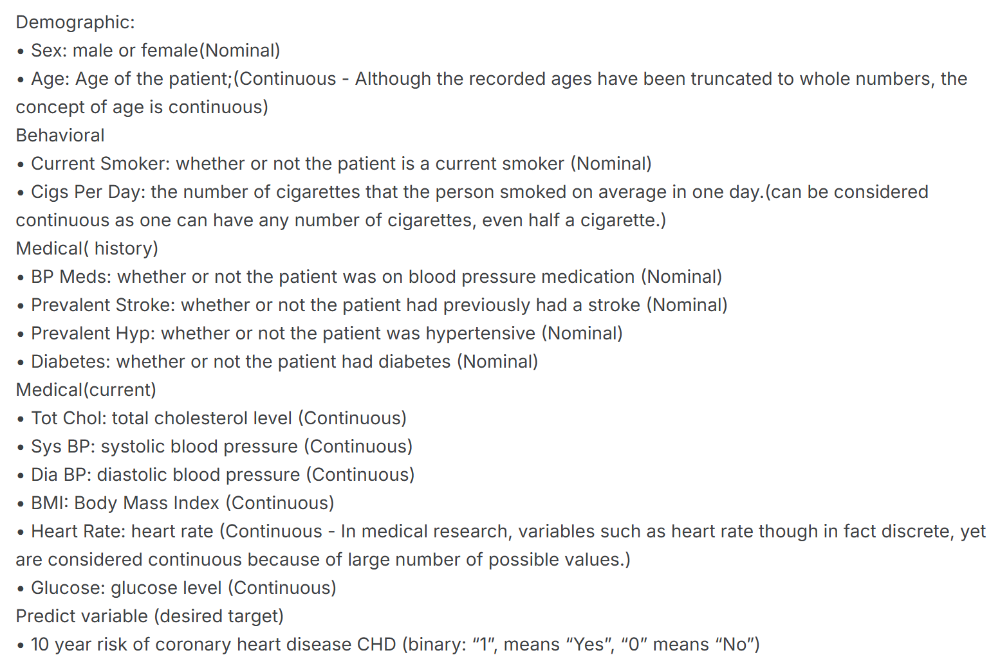 Demographic:
• Sex: male or female(Nominal)
• Age: Age of the patient;(Continuous - Although the recorded ages have been truncated to whole numbers, the
concept of age is continuous)
Behavioral
• Current Smoker: whether or not the patient is a current smoker (Nominal)
• Cigs Per Day: the number of cigarettes that the person smoked on average in one day.(can be considered
continuous as one can have any number of cigarettes, even half a cigarette.)
Medical( history)
• BP Meds: whether or not the patient was on blood pressure medication (Nominal)
• Prevalent Stroke: whether or not the patient had previously had a stroke (Nominal)
• Prevalent Hyp: whether or not the patient was hypertensive (Nominal)
• Diabetes: whether or not the patient had diabetes (Nominal)
Medical(current)
• Tot Chol: total cholesterol level (Continuous)
• Sys BP: systolic blood pressure (Continuous)
• Dia BP: diastolic blood pressure (Continuous)
• BMI: Body Mass Index (Continuous)
• Heart Rate: heart rate (Continuous - In medical research, variables such as heart rate though in fact discrete, yet
are considered continuous because of large number of possible values.)
• Glucose: glucose level (Continuous)
Predict variable (desired target)
• 10 year risk of coronary heart disease CHD (binary: “1”, means “Yes”, “0” means “No”)